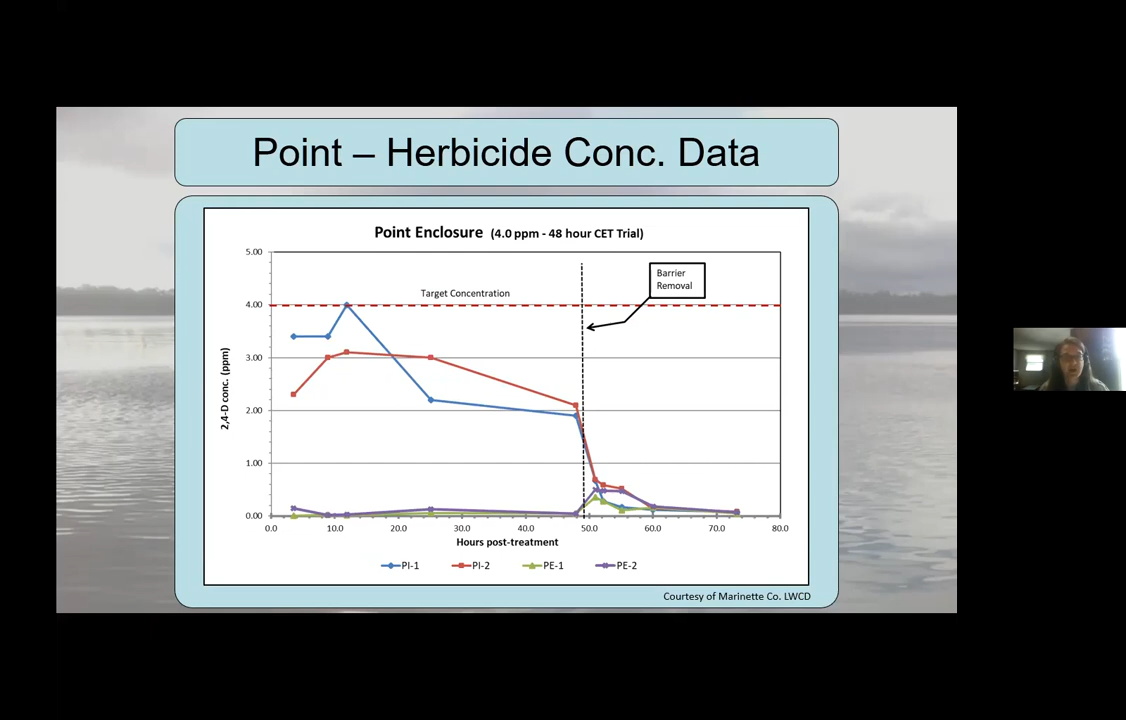 Point – Herbicide Conc. Data
Point Enclosure (4.0 ppm - 48 hour CET Trial)
5.00
4.00
3.00
2.00
1.00
0.00
2,4-D conc. (ppm)
Target Concentration
Barrier
Removal
0.0 10.0 20.0 30.0 40.0 50.0 60.0 70.0 80.0
Hours post-treatment
PI-1 PI-2 PE-1 PE-2
Courtesy of Marinette Co. LWCD